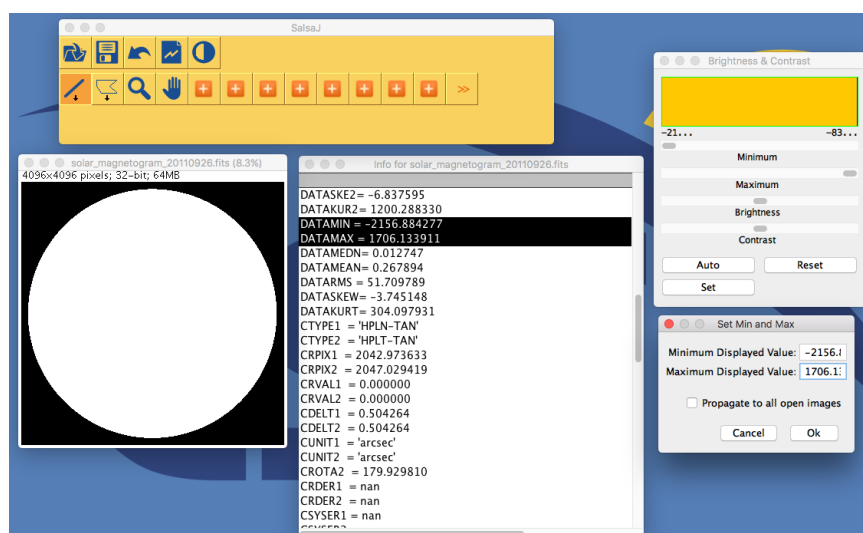 SalsaJ
>>
solar_magnetogram_20110926.fits (8.3%)
4096x4096 pixels; 32-bit; 64MB
Info for solar_magnetogram_20110926.fits
DATASKE2= -6.837595
DATAKUR2= 1200.288330
DATAMIN = -2156.884277
DATAMAX = 1706.133911
DATAMEDN= 0.012747
DATAMEAN= 0.267894
DATARMS = 51.709789
DATASKEW= -3.745148
DATAKURT= 304.097931
CTYPE1 = 'HPLN-TAN'
CTYPE2 = 'HPLT-TAN'
CRPIX1 = 2042.973633
CRPIX2 = 2047.029419
CRVAL1 = 0.000000
CRVAL2 = 0.000000
CDELT1 = 0.504264
CDELT2 = 0.504264
CUNIT1 = 'arcsec'
CUNIT2 = 'arcsec'
CROTA2 = 179.929810
CRDER1 = nan
CRDER2 = nan
CSYSER1 = nan
Brightness & Contrast
-21... -83...
Minimum
Maximum
Brightness
Contrast
Auto Reset
Set
Set Min and Max
Minimum Displayed Value: -2156.8
Maximum Displayed Value: 1706.13
Propagate to all open images
Cancel Ok